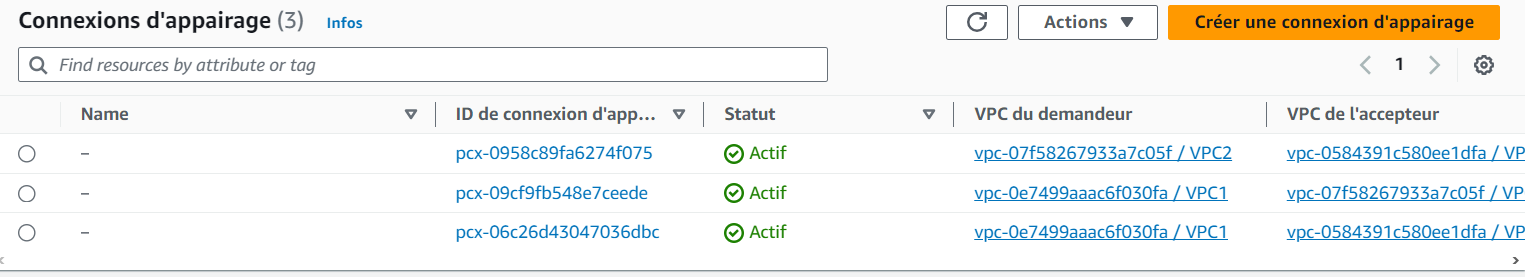 Connexions d'appairage (3) Infos Actions Créer une connexion d'appairage
Find resources by attribute or tag 1
Name ID de connexion d'app... Statut VPC du demandeur VPC de l'accepteur
– pcx-0958c89fa6274f075 Actif vpc-07f58267933a7c05f / VPC2 vpc-0584391c580ee1dfa / VP
– pcx-09cf9fb548e7ceede Actif vpc-0e7499aaac6f030fa / VPC1 vpc-07f58267933a7c05f / VP
– pcx-06c26d43047036dbc Actif vpc-0e7499aaac6f030fa / VPC1 vpc-0584391c580ee1dfa / VP